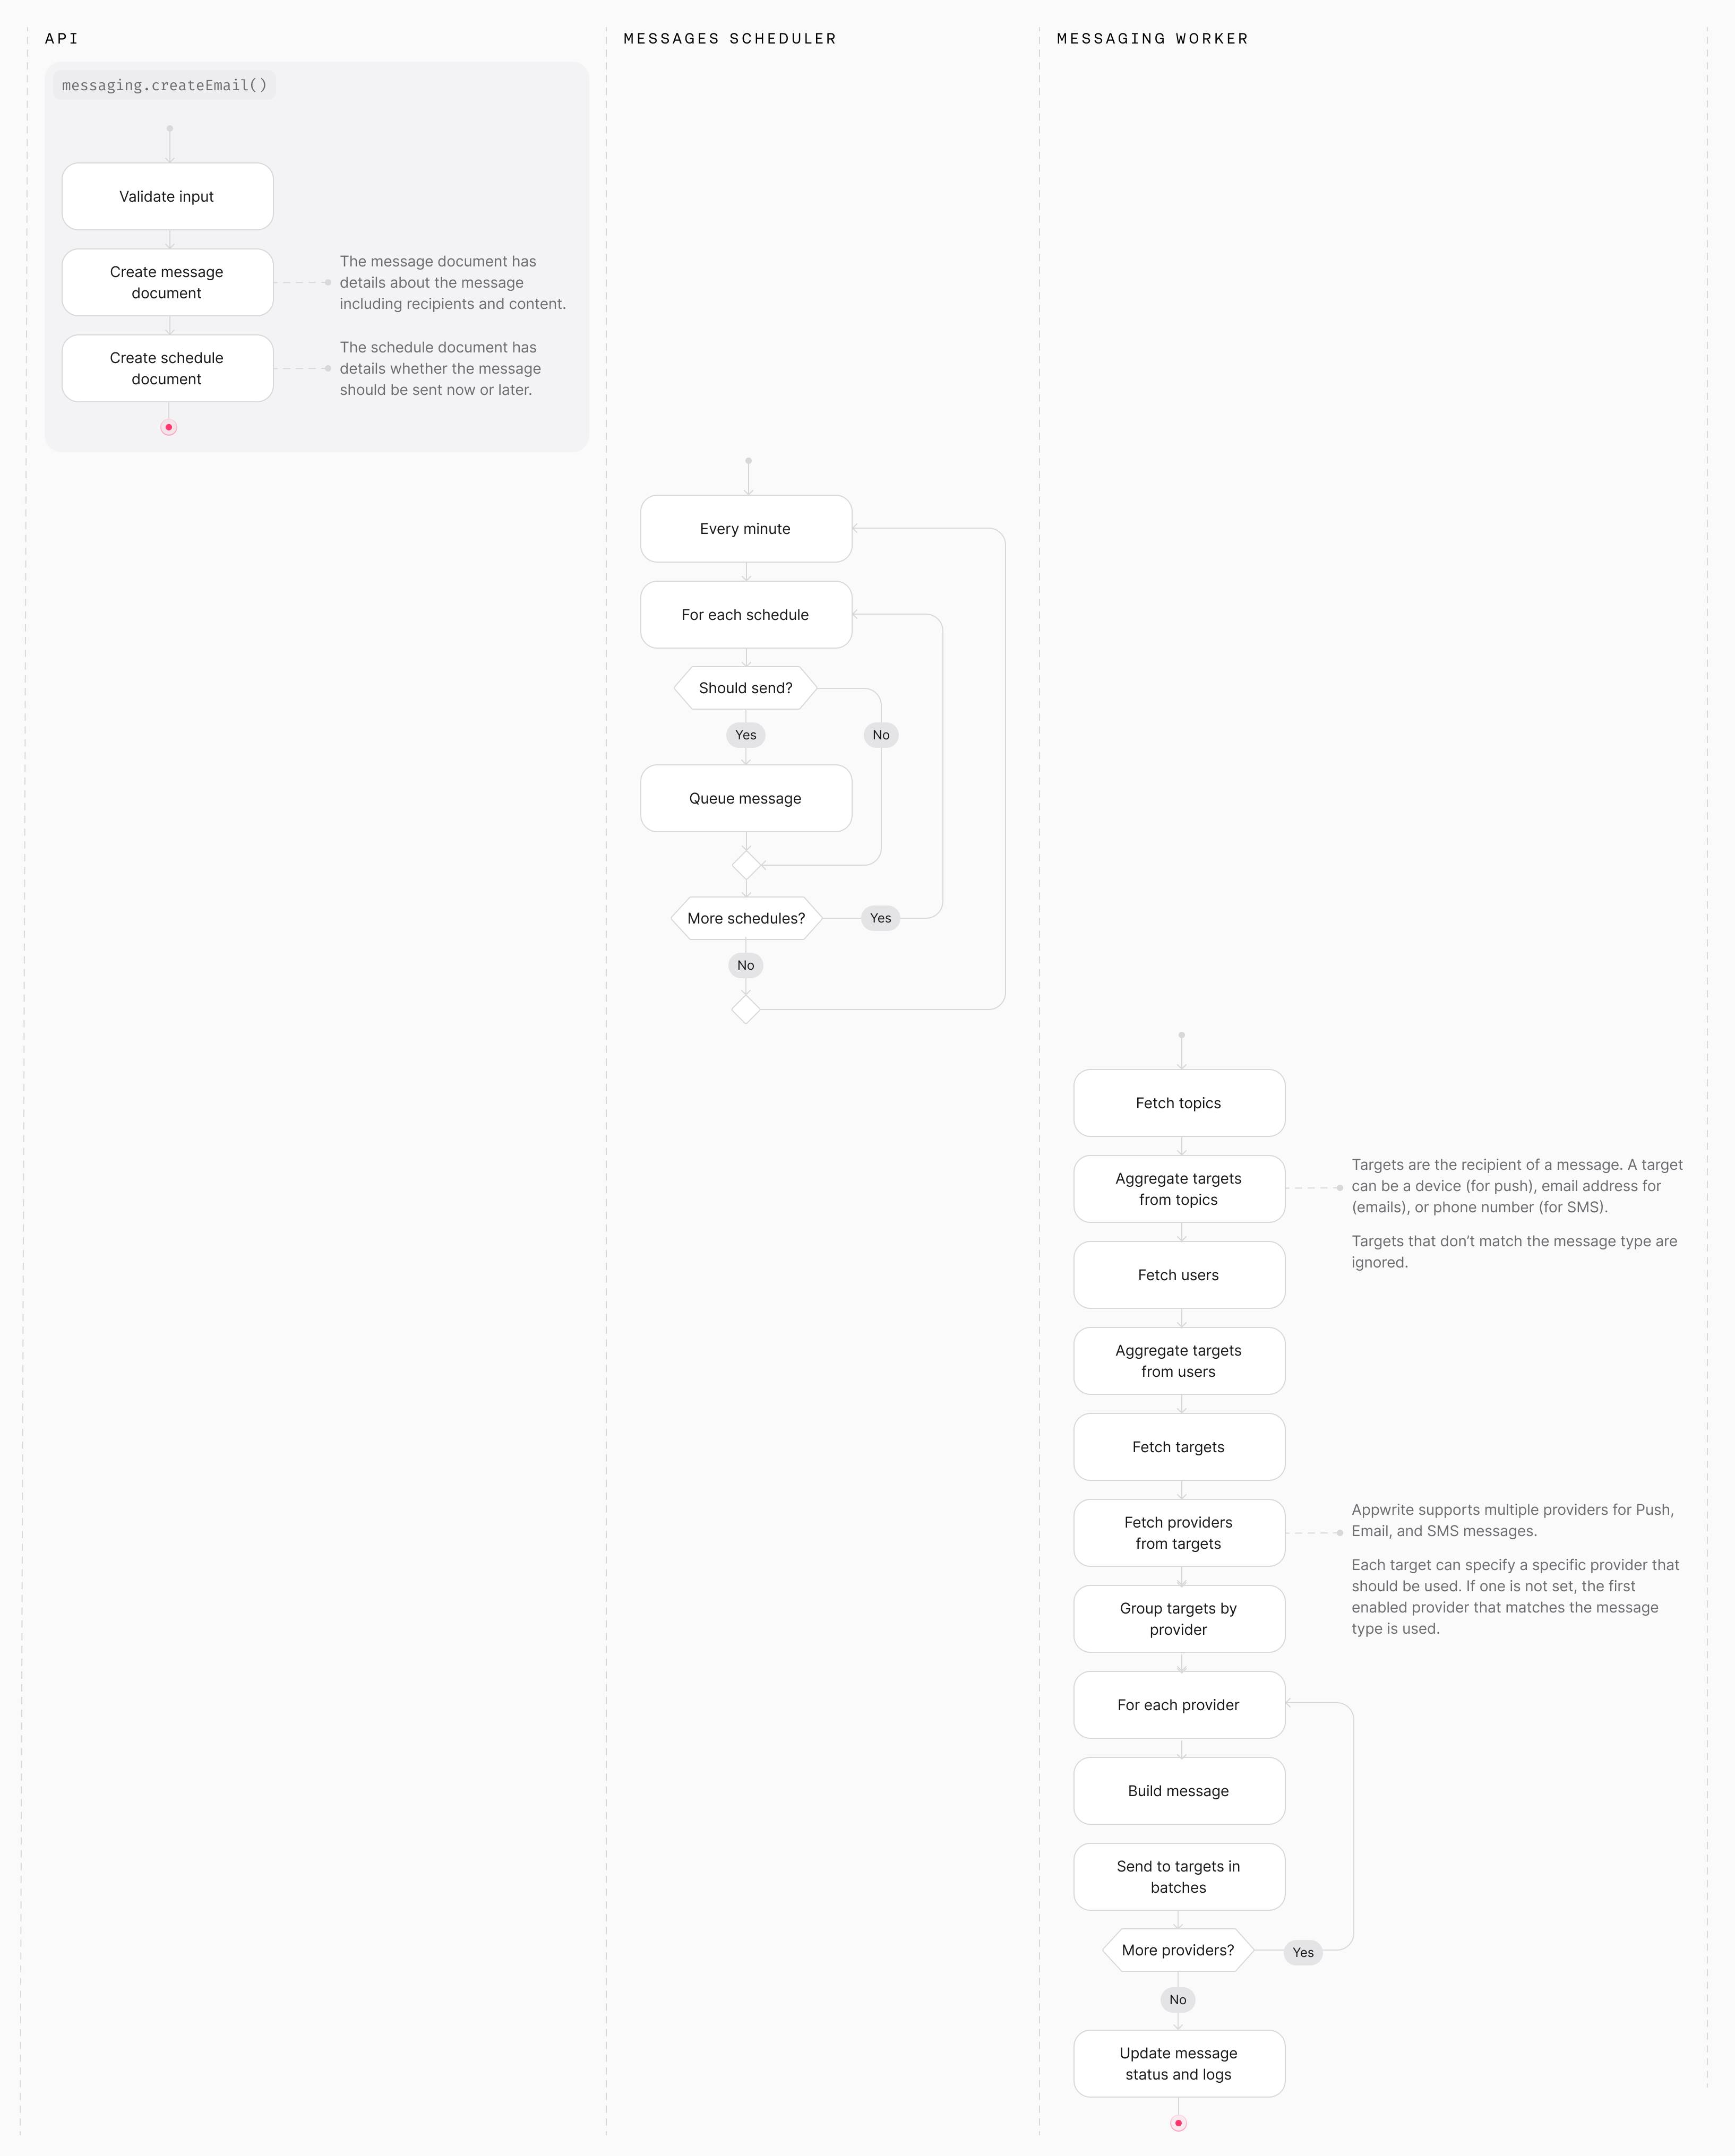 API
messaging.createEmail()
Validate input
Create message
document
The message document has
details about the message
including recipients and content.
Create schedule
document
The schedule document has
details whether the message
should be sent now or later.
MESSAGES SCHEDULER
Every minute
For each schedule
Should send?
Yes
No
Queue message
More schedules?
Yes
No
MESSAGING WORKER
Fetch topics
Aggregate targets
from topics
Targets are the recipient of a message. A target
can be a device (for push), email address for
(emails), or phone number (for SMS).
Targets that don’t match the message type are
ignored.
Fetch users
Aggregate targets
from users
Fetch targets
Fetch providers
from targets
Appwrite supports multiple providers for Push,
Email, and SMS messages.
Each target can specify a specific provider that
should be used. If one is not set, the first
enabled provider that matches the message
type is used.
Group targets by
provider
For each provider
Build message
Send to targets in
batches
More providers?
Yes
No
Update message
status and logs